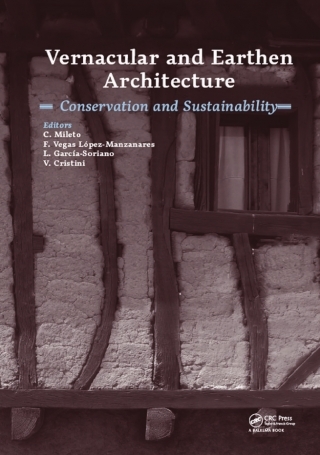 Vernacular and Earthen
Architecture
Conservation and Sustainability
Editors
C. Mileto
F. Vegas López-Manzanares
L. García-Soriano
V. Cristini
CRC Press
Taylor & Francis Group
A BALKEMA BOOK